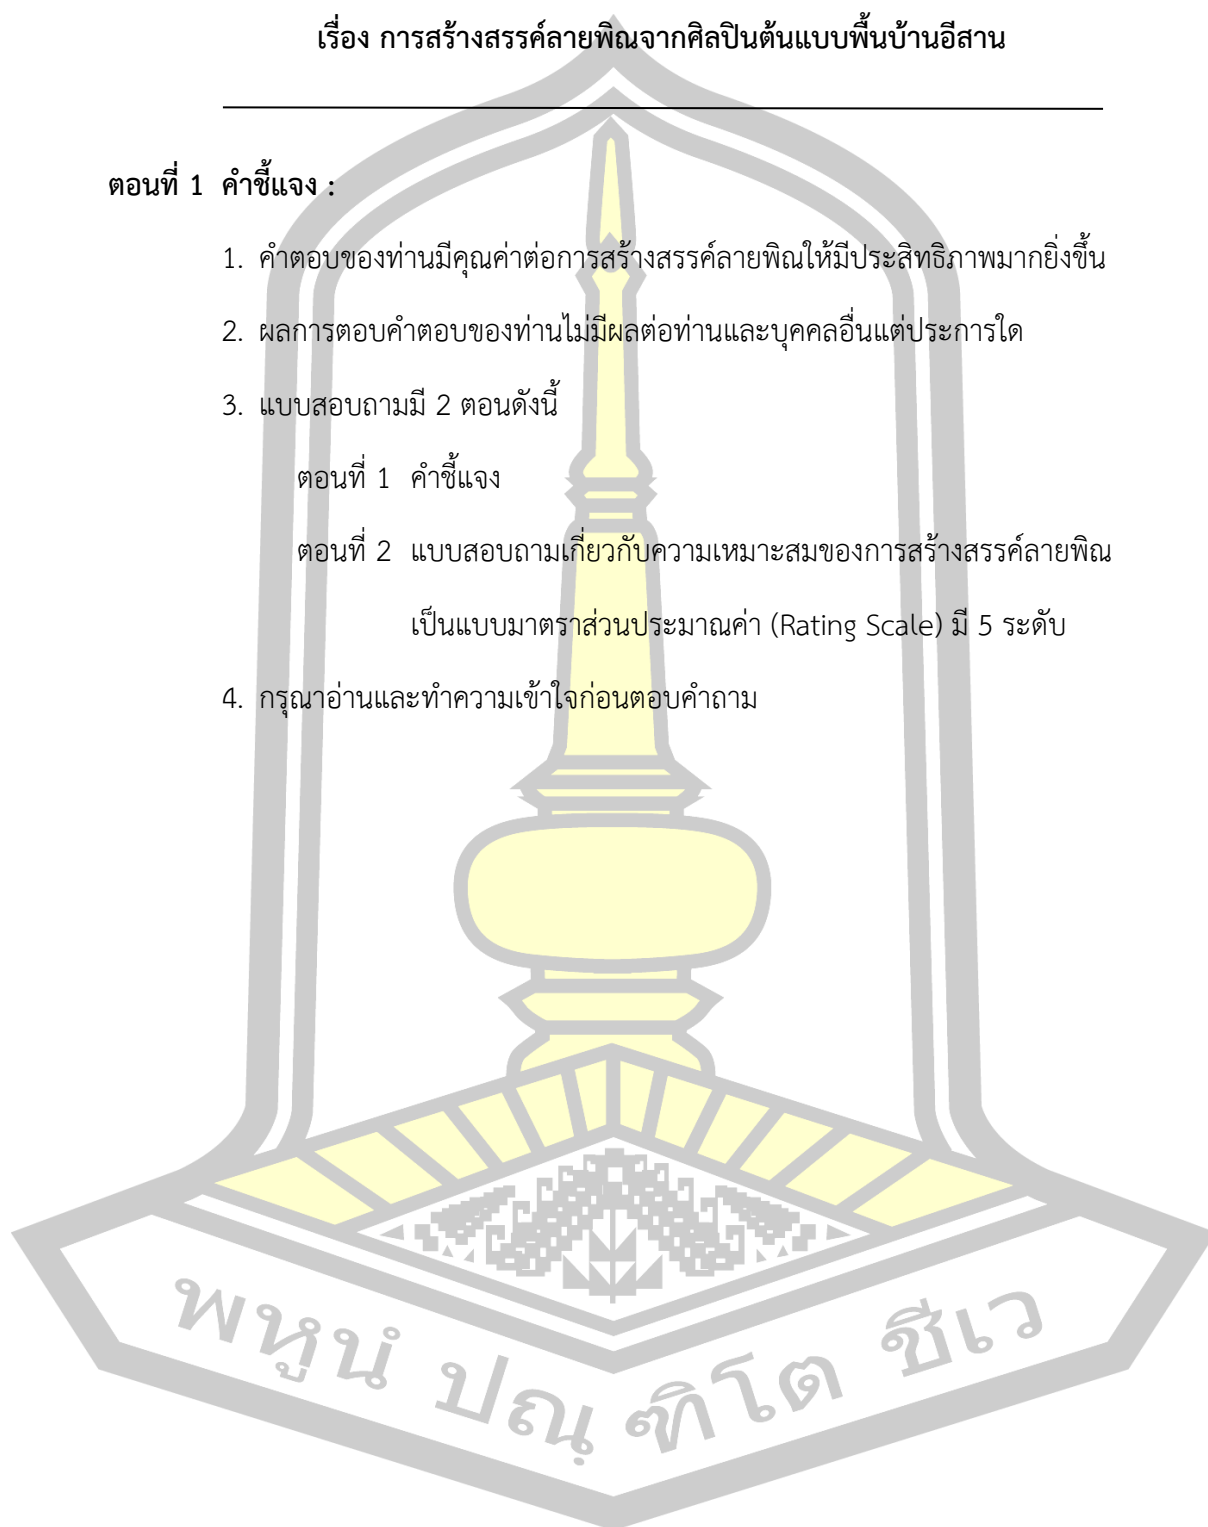 เรื่อง การสร้างสรรค์ลายพิณจากศิลปินต้นแบบพื้นบ้านอีสาน
ตอนที่ 1 คำชี้แจง :
1. คำตอบของท่านมีคุณค่าต่อการสร้างสรรค์ลายพิณให้มีประสิทธิภาพมากยิ่งขึ้น
2. ผลการตอบคำตอบของท่านไม่มีผลต่อท่านและบุคคลอื่นแต่ประการใด
3. แบบสอบถามมี 2 ตอนดังนี้
ตอนที่ 1 คำชี้แจง
ตอนที่ 2 แบบสอบถามเกี่ยวกับความเหมาะสมของการสร้างสรรค์ลายพิณ
เป็นแบบมาตราส่วนประมาณค่า (Rating Scale) มี 5 ระดับ
4. กรุณาอ่านและทำความเข้าใจก่อนตอบคำถาม
พหูนํ ปณฺ ฑิโต ชีเว